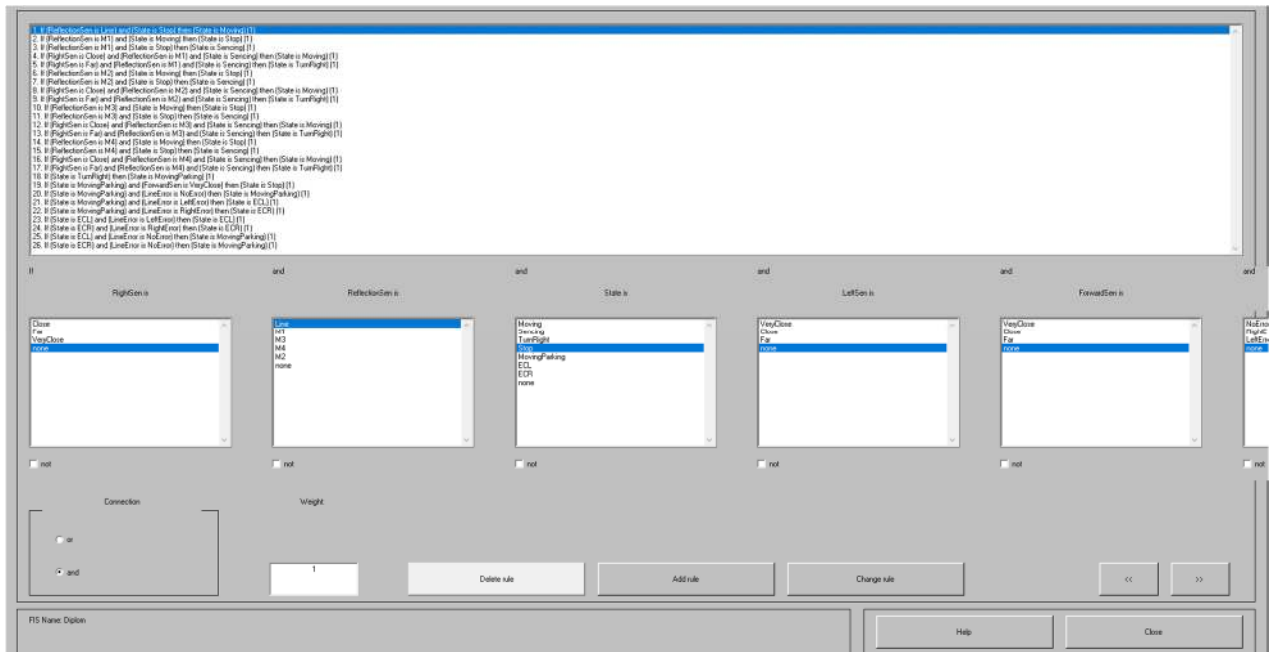 1. If (ReflectionSen is Line) and (State is Stop) then (State is Moving) (1)
2. If (ReflectionSen is M1) and (State is Moving) then (State is Stop) (1)
3. If (ReflectionSen is M1) and (State is Stop) then (State is Sencing) (1)
4. If (RightSen is Close) and (ReflectionSen is M1) and (State is Sencing) then (State is Moving) (1)
5. If (RightSen is Far) and (ReflectionSen is M1) and (State is Sencing) then (State is TurnRight) (1)
6. If (ReflectionSen is M2) and (State is Moving) then (State is Stop) (1)
7. If (ReflectionSen is M2) and (State is Stop) then (State is Sencing) (1)
8. If (RightSen is Close) and (ReflectionSen is M2) and (State is Sencing) then (State is Moving) (1)
9. If (RightSen is Far) and (ReflectionSen is M2) and (State is Sencing) then (State is TurnRight) (1)
10. If (ReflectionSen is M3) and (State is Moving) then (State is Stop) (1)
11. If (ReflectionSen is M3) and (State is Stop) then (State is Sencing) (1)
12. If (RightSen is Close) and (ReflectionSen is M3) and (State is Sencing) then (State is Moving) (1)
13. If (RightSen is Far) and (ReflectionSen is M3) and (State is Sencing) then (State is TurnRight) (1)
14. If (ReflectionSen is M4) and (State is Moving) then (State is Stop) (1)
15. If (ReflectionSen is M4) and (State is Stop) then (State is Sencing) (1)
16. If (RightSen is Close) and (ReflectionSen is M4) and (State is Sencing) then (State is Moving) (1)
17. If (RightSen is Far) and (ReflectionSen is M4) and (State is Sencing) then (State is TurnRight) (1)
18. If (State is TurnRight) then (State is MovingParking) (1)
19. If (State is MovingParking) and (ForwardSen is VeryClose) then (State is Stop) (1)
20. If (State is MovingParking) and (LineError is NoError) then (State is MovingParking) (1)
21. If (State is MovingParking) and (LineError is LeftError) then (State is ECL) (1)
22. If (State is MovingParking) and (LineError is RightError) then (State is ECR) (1)
23. If (State is ECL) and (LineError is LeftError) then (State is ECL) (1)
24. If (State is ECR) and (LineError is RightError) then (State is ECR) (1)
25. If (State is ECL) and (LineError is NoError) then (State is MovingParking) (1)
26. If (State is ECR) and (LineError is NoError) then (State is MovingParking) (1)
If and and and and and
RightSen is ReflectionSen is State is LeftSen is ForwardSen is
Close
Far
VeryClose
none
Line
M1
M3
M4
M2
none
Moving
Sencing
TurnRight
Stop
MovingParking
ECL
ECR
none
VeryClose
Close
Far
none
VeryClose
Close
Far
none
NoErro
RightE
LeftErr
none
not not not not not not
Connection Weight
or
and
1
Delete rule Add rule Change rule << >>
FIS Name: Diplom
Help Close